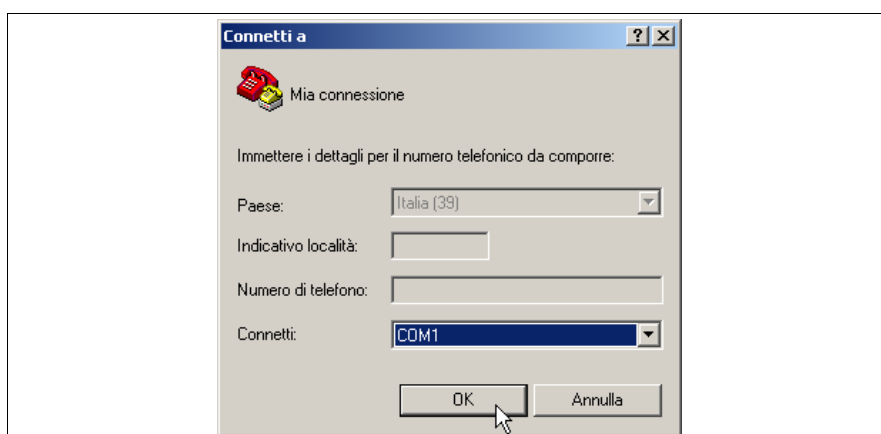 Connetti a
Mia connessione
Immettere i dettagli per il numero telefonico da comporre:
Paese: Italia (39)
Indicativo località:
Numero di telefono:
Connetti: COM1
OK Annulla